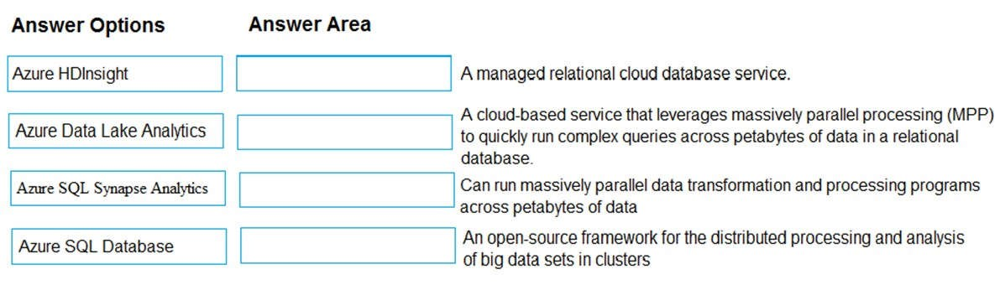 Answer Options
Answer Area
Azure HDInsight
A managed relational cloud database service.
Azure Data Lake Analytics
A cloud-based service that leverages massively parallel processing (MPP)
to quickly run complex queries across petabytes of data in a relational
database.
Azure SQL Synapse Analytics
Can run massively parallel data transformation and processing programs
across petabytes of data
Azure SQL Database
An open-source framework for the distributed processing and analysis
of big data sets in clusters